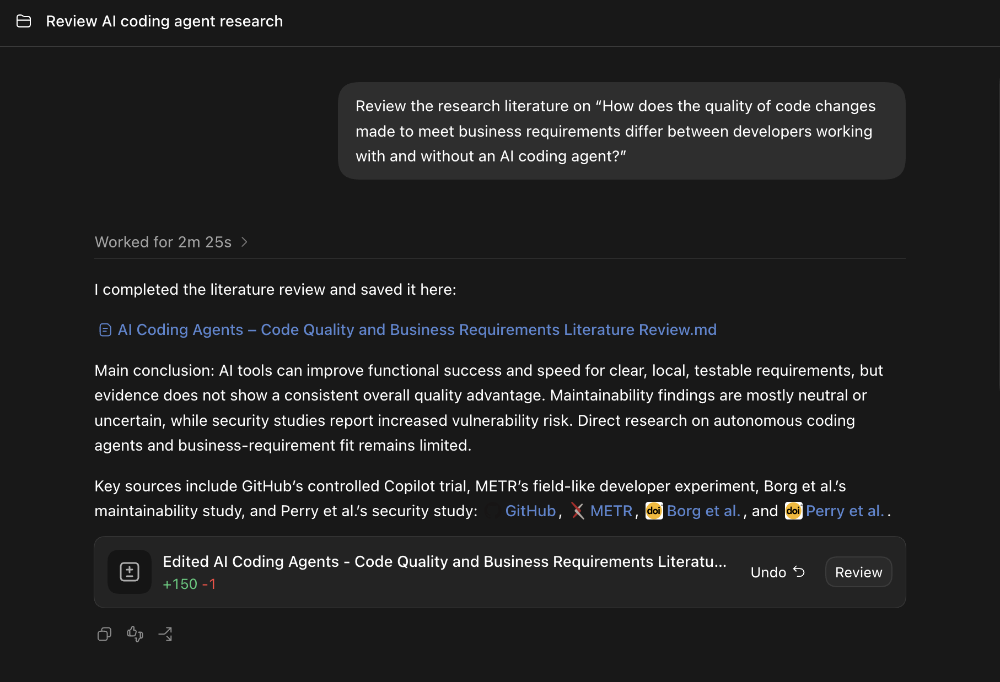 Review AI coding agent research
Review the research literature on “How does the quality of code changes
made to meet business requirements differ between developers working
with and without an AI coding agent?”
Worked for 2m 25s
I completed the literature review and saved it here:
AI Coding Agents – Code Quality and Business Requirements Literature Review.md
Main conclusion: AI tools can improve functional success and speed for clear, local, testable requirements, but
evidence does not show a consistent overall quality advantage. Maintainability findings are mostly neutral or
uncertain, while security studies report increased vulnerability risk. Direct research on autonomous coding
agents and business-requirement fit remains limited.
Key sources include GitHub’s controlled Copilot trial, METR’s field-like developer experiment, Borg et al.’s
maintainability study, and Perry et al.’s security study: GitHub, METR, doi Borg et al., and doi Perry et al..
Edited AI Coding Agents - Code Quality and Business Requirements Literatu...
+150 -1
Undo
Review